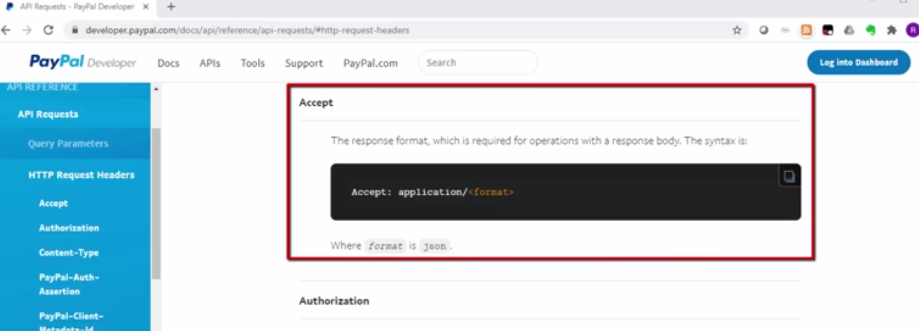 API Requests - PayPal Developer
developer.paypal.com/docs/api/reference/api-requests/#http-request-headers
PayPal Developer Docs APIs Tools Support PayPal.com Search Log into Dashboard
API REFERENCE
API Requests
Query Parameters
HTTP Request Headers
Accept
Authorization
Content-Type
PayPal-Auth-
Assertion
PayPal-Client-
Metadata-Id
Accept
The response format, which is required for operations with a response body. The syntax is:
Accept: application/<format>
Where format is json.
Authorization